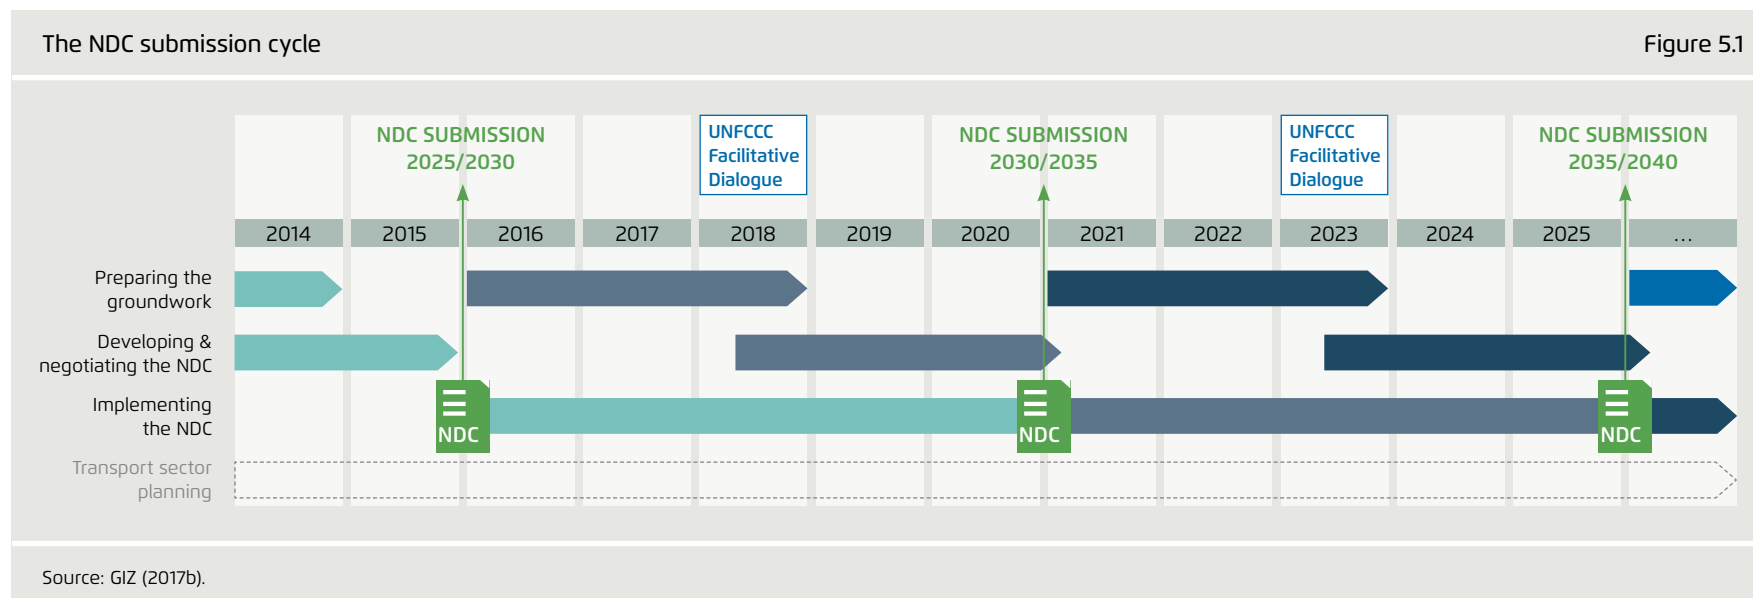 The NDC submission cycle
Figure 5.1
NDC SUBMISSION
2025/2030
UNFCCC
Facilitative
Dialogue
NDC SUBMISSION
2030/2035
UNFCCC
Facilitative
Dialogue
NDC SUBMISSION
2035/2040
2014 2015 2016 2017 2018 2019 2020 2021 2022 2023 2024 2025 ...
Preparing the
groundwork
Developing &
negotiating the NDC
Implementing
the NDC
NDC NDC NDC
Transport sector
planning
Source: GIZ (2017b).